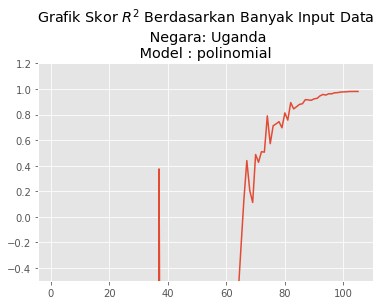 Grafik Skor R² Berdasarkan Banyak Input Data
Negara: Uganda
Model : polinomial
1.2
1.0
0.8
0.6
0.4
0.2
0.0
−0.2
−0.4
0 20 40 60 80 100